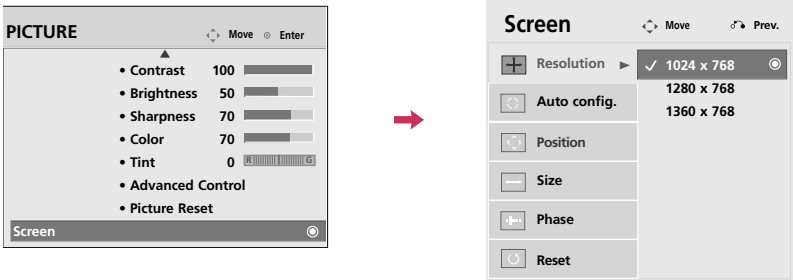 PICTURE
Move Enter
• Contrast 100
• Brightness 50
• Sharpness 70
• Color 70
• Tint 0 R G
• Advanced Control
• Picture Reset
Screen
Screen
Move Prev.
Resolution
1024 x 768
1280 x 768
1360 x 768
Auto config.
Position
Size
Phase
Reset